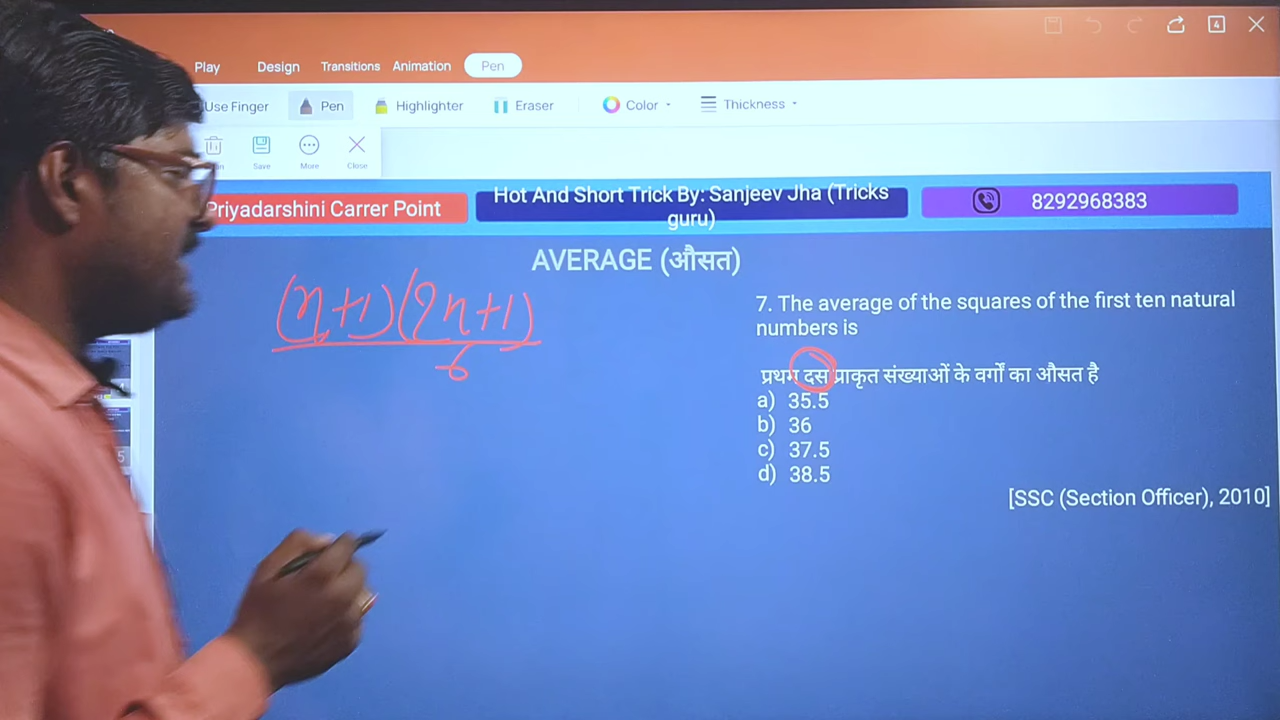 4
Play Design Transitions Animation Pen
Use Finger Pen Highlighter Eraser Color Thickness
Save More Close
Priyadarshini Carrer Point
Hot And Short Trick By: Sanjeev Jha (Tricks
guru)
8292968383
AVERAGE (औसत)
(n+1)(2n+1)
6
7. The average of the squares of the first ten natural
numbers is
प्रथम दस प्राकृत संख्याओं के वर्गों का औसत है
a) 35.5
b) 36
c) 37.5
d) 38.5
[SSC (Section Officer), 2010]
5